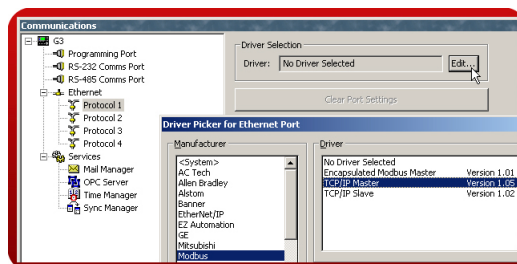 Communications
G3
Programming Port
RS-232 Comms Port
RS-485 Comms Port
Ethernet
Protocol 1
Protocol 2
Protocol 3
Protocol 4
Services
Mail Manager
OPC Server
Time Manager
Sync Manager
Driver Selection
Driver: No Driver Selected Edit...
Clear Port Settings
Driver Picker for Ethernet Port
Manufacturer
<System>
AC Tech
Allen Bradley
Alstom
Banner
EtherNet/IP
EZ Automation
GE
Mitsubishi
Modbus
Driver
No Driver Selected
Encapsulated Modbus Master Version 1.01
TCP/IP Master Version 1.05
TCP/IP Slave Version 1.02